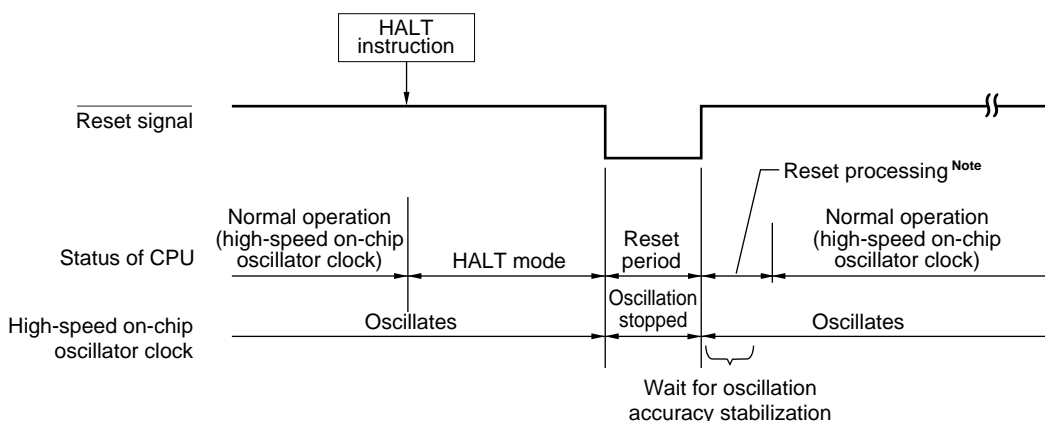 HALT
instruction
Reset signal
Reset processing Note
Status of CPU
Normal operation
(high-speed on-chip
oscillator clock)
HALT mode
Reset
period
Normal operation
(high-speed on-chip
oscillator clock)
High-speed on-chip
oscillator clock
Oscillates
Oscillation
stopped
Oscillates
Wait for oscillation
accuracy stabilization